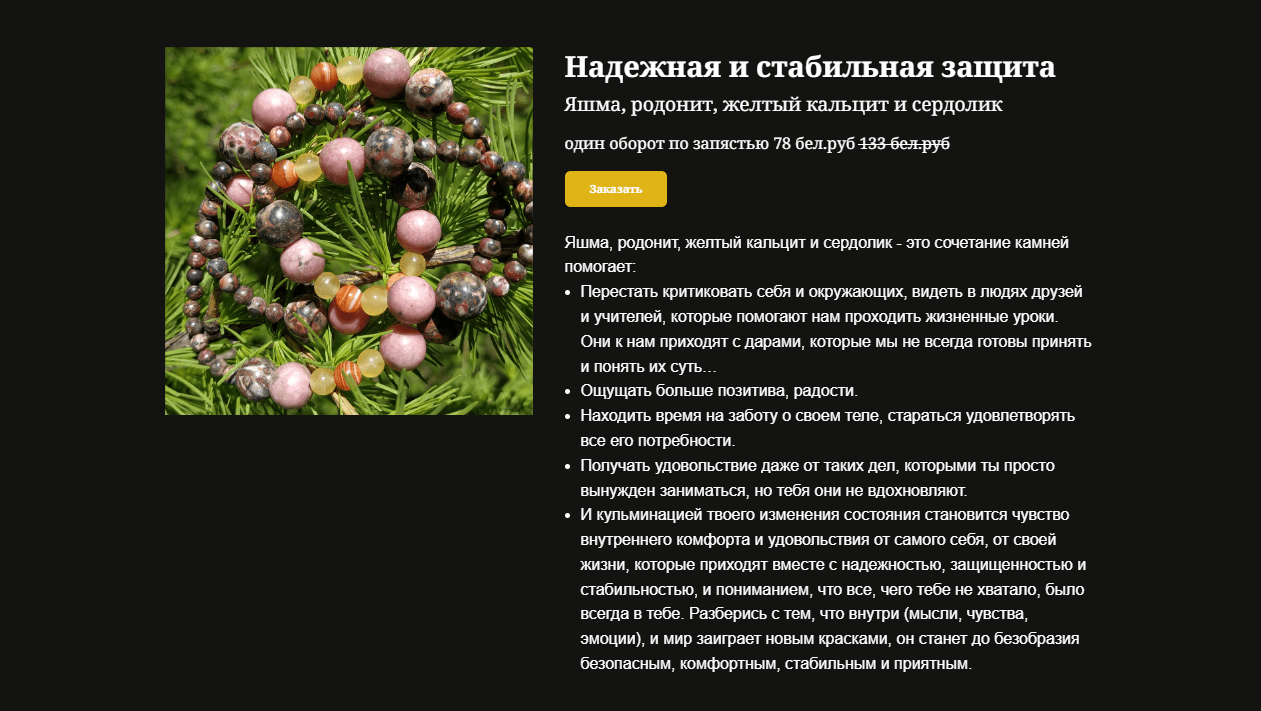 Надежная и стабильная защита
Яшма, родонит, желтый кальцит и сердолик
один оборот по запястью 78 бел.руб 133 бел.руб
Заказать
Яшма, родонит, желтый кальцит и сердолик - это сочетание камней
помогает:
• Перестать критиковать себя и окружающих, видеть в людях друзей
и учителей, которые помогают нам проходить жизненные уроки.
Они к нам приходят с дарами, которые мы не всегда готовы принять
и понять их суть…
• Ощущать больше позитива, радости.
• Находить время на заботу о своем теле, стараться удовлетворять
все его потребности.
• Получать удовольствие даже от таких дел, которыми ты просто
вынужден заниматься, но тебя они не вдохновляют.
• И кульминацией твоего изменения состояния становится чувство
внутреннего комфорта и удовольствия от самого себя, от своей
жизни, которые приходят вместе с надежностью, защищенностью и
стабильностью, и пониманием, что все, чего тебе не хватало, было
всегда в тебе. Разберись с тем, что внутри (мысли, чувства,
эмоции), и мир заиграет новым красками, он станет до безобразия
безопасным, комфортным, стабильным и приятным.